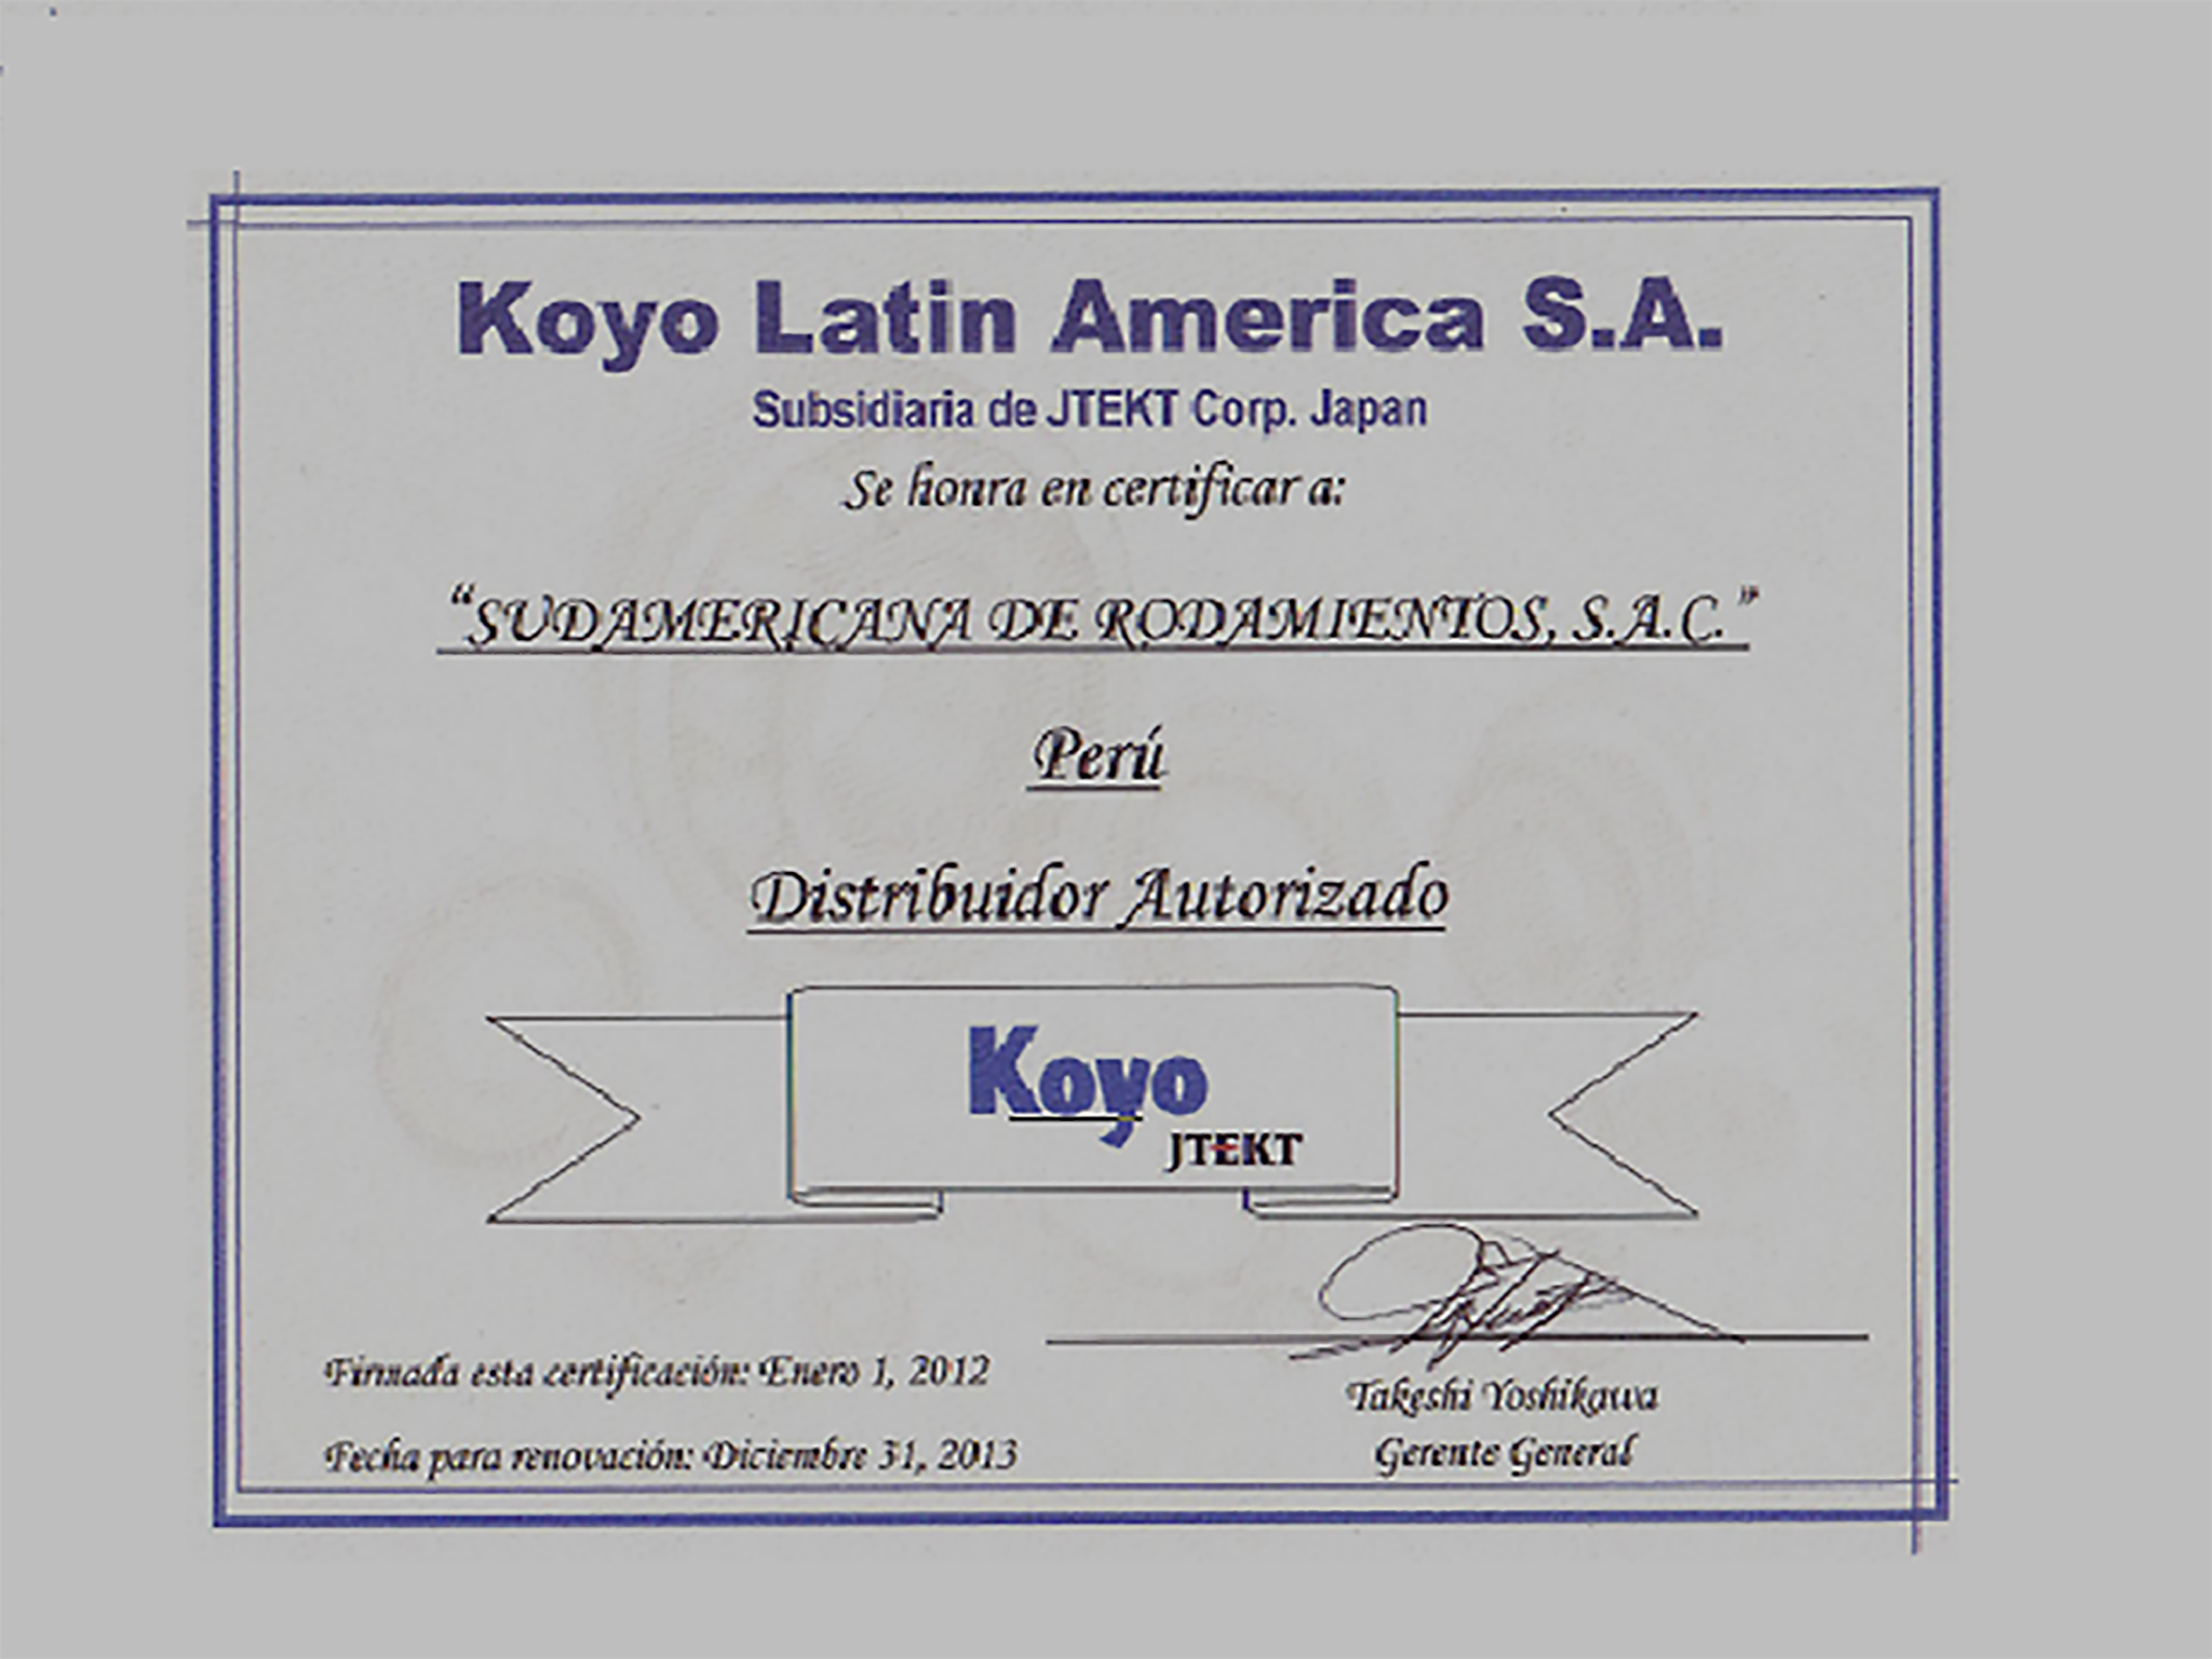 Koyo Latin America S.A.
Subsidiaria de JTEKT Corp. Japan
Se honra en certificar a:
“SUDAMERICANA DE RODAMIENTOS, S.A.C.”
Perú
Distribuidor Autorizado
Koyo
JTEKT
Firmada esta certificación: Enero 1, 2012
Fecha para renovación: Diciembre 31, 2013
Takeshi Yoshikawa
Gerente General